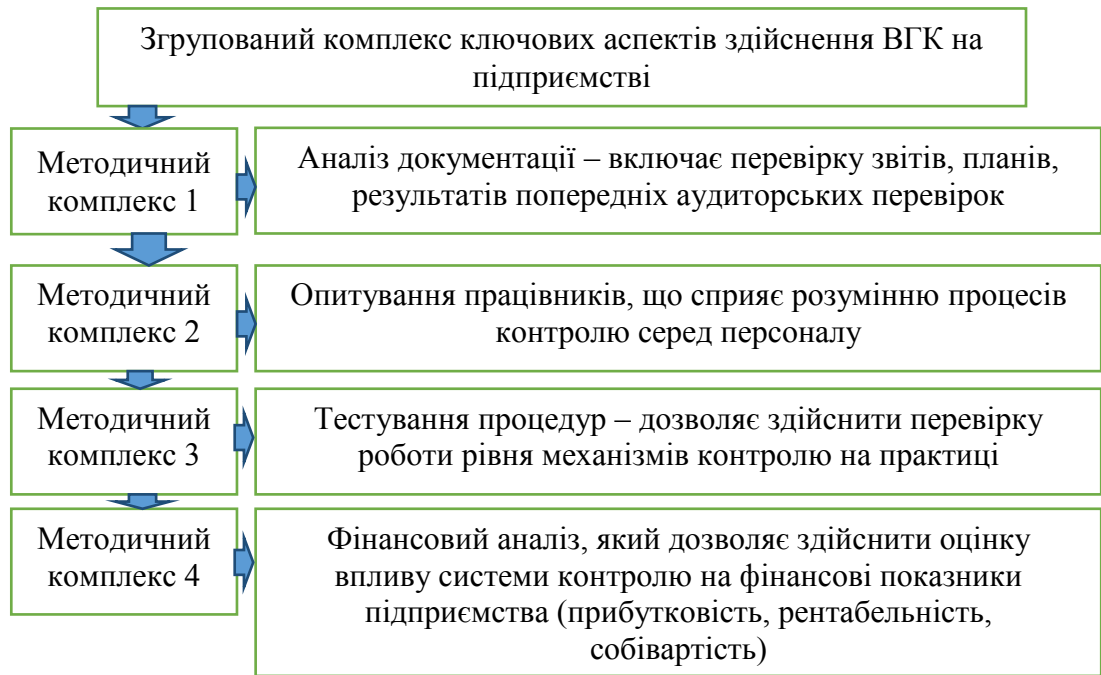 Згрупований комплекс ключових аспектів здійснення ВГК на
підприємстві
Методичний
комплекс 1
Аналіз документації – включає перевірку звітів, планів,
результатів попередніх аудиторських перевірок
Методичний
комплекс 2
Опитування працівників, що сприяє розумінню процесів
контролю серед персоналу
Методичний
комплекс 3
Тестування процедур – дозволяє здійснити перевірку
роботи рівня механізмів контролю на практиці
Методичний
комплекс 4
Фінансовий аналіз, який дозволяє здійснити оцінку
впливу системи контролю на фінансові показники
підприємства (прибутковість, рентабельність,
собівартість)